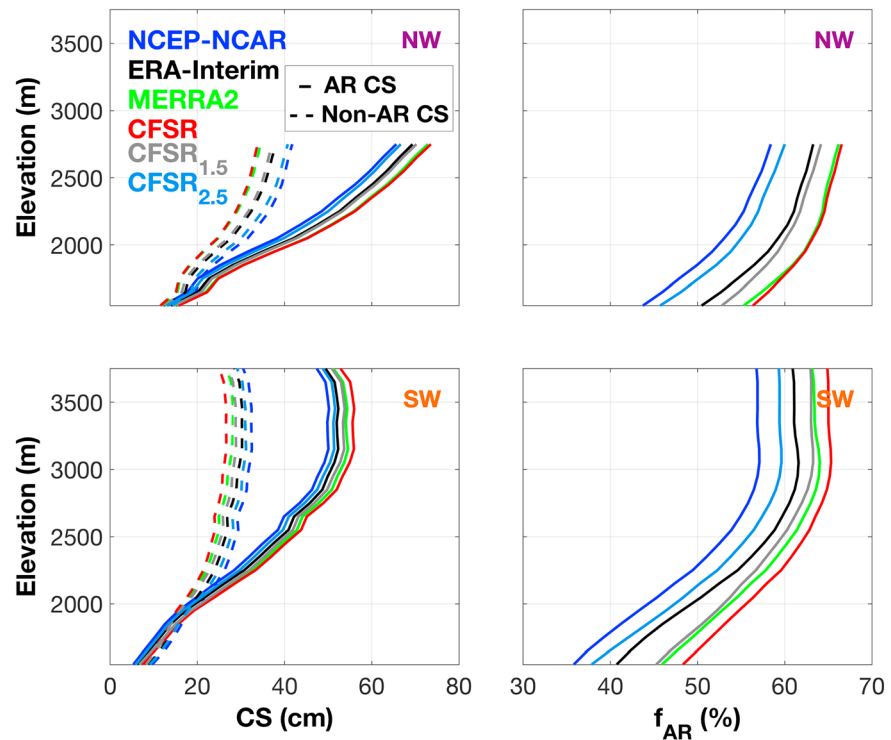 3500
3000
2500
2000
Elevation (m)
NCEP-NCAR
ERA-Interim
MERRA2
CFSR
CFSR1.5
CFSR2.5
NW
AR CS
Non-AR CS
NW
3500
3000
2500
2000
Elevation (m)
SW
SW
0 20 40 60 80
CS (cm)
30 40 50 60 70
fAR (%)